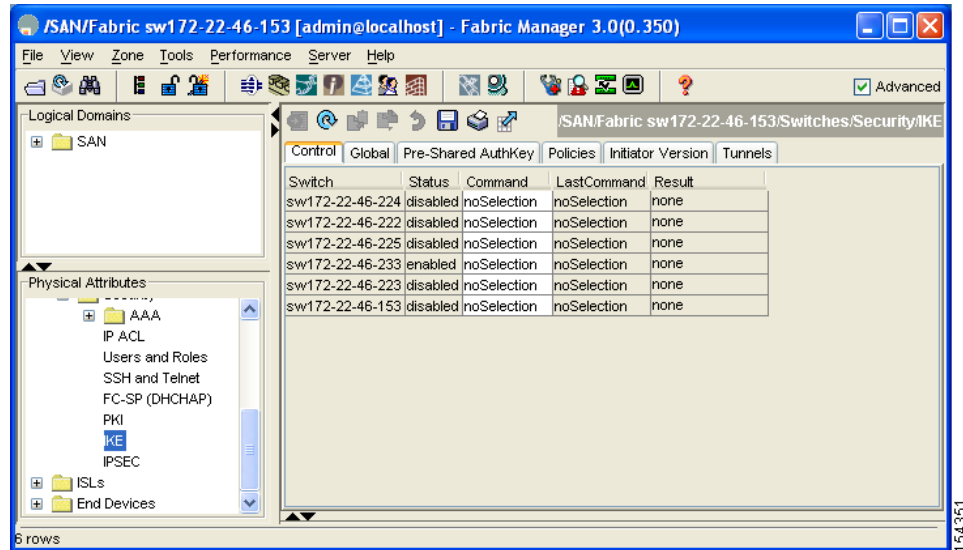 /SAN/Fabric sw172-22-46-153 [admin@localhost] - Fabric Manager 3.0(0.350)
File View Zone Tools Performance Server Help
Advanced
Logical Domains
SAN
/SAN/Fabric sw172-22-46-153/Switches/Security/IKE
Control Global Pre-Shared AuthKey Policies Initiator Version Tunnels
Switch Status Command LastCommand Result
sw172-22-46-224 disabled noSelection noSelection none
sw172-22-46-222 disabled noSelection noSelection none
sw172-22-46-225 disabled noSelection noSelection none
sw172-22-46-233 enabled noSelection noSelection none
sw172-22-46-223 disabled noSelection noSelection none
sw172-22-46-153 disabled noSelection noSelection none
Physical Attributes
AAA
IP ACL
Users and Roles
SSH and Telnet
FC-SP (DHCHAP)
PKI
IKE
IPSEC
ISLs
End Devices
6 rows
154351